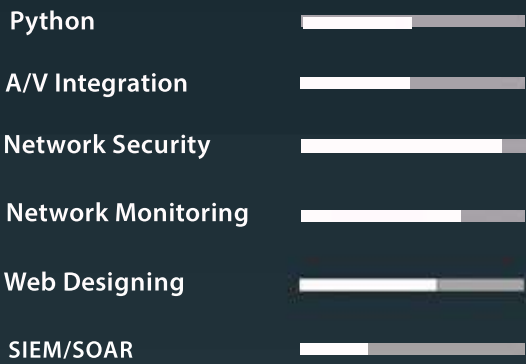 Python
A/V Integration
Network Security
Network Monitoring
Web Designing
SIEM/SOAR